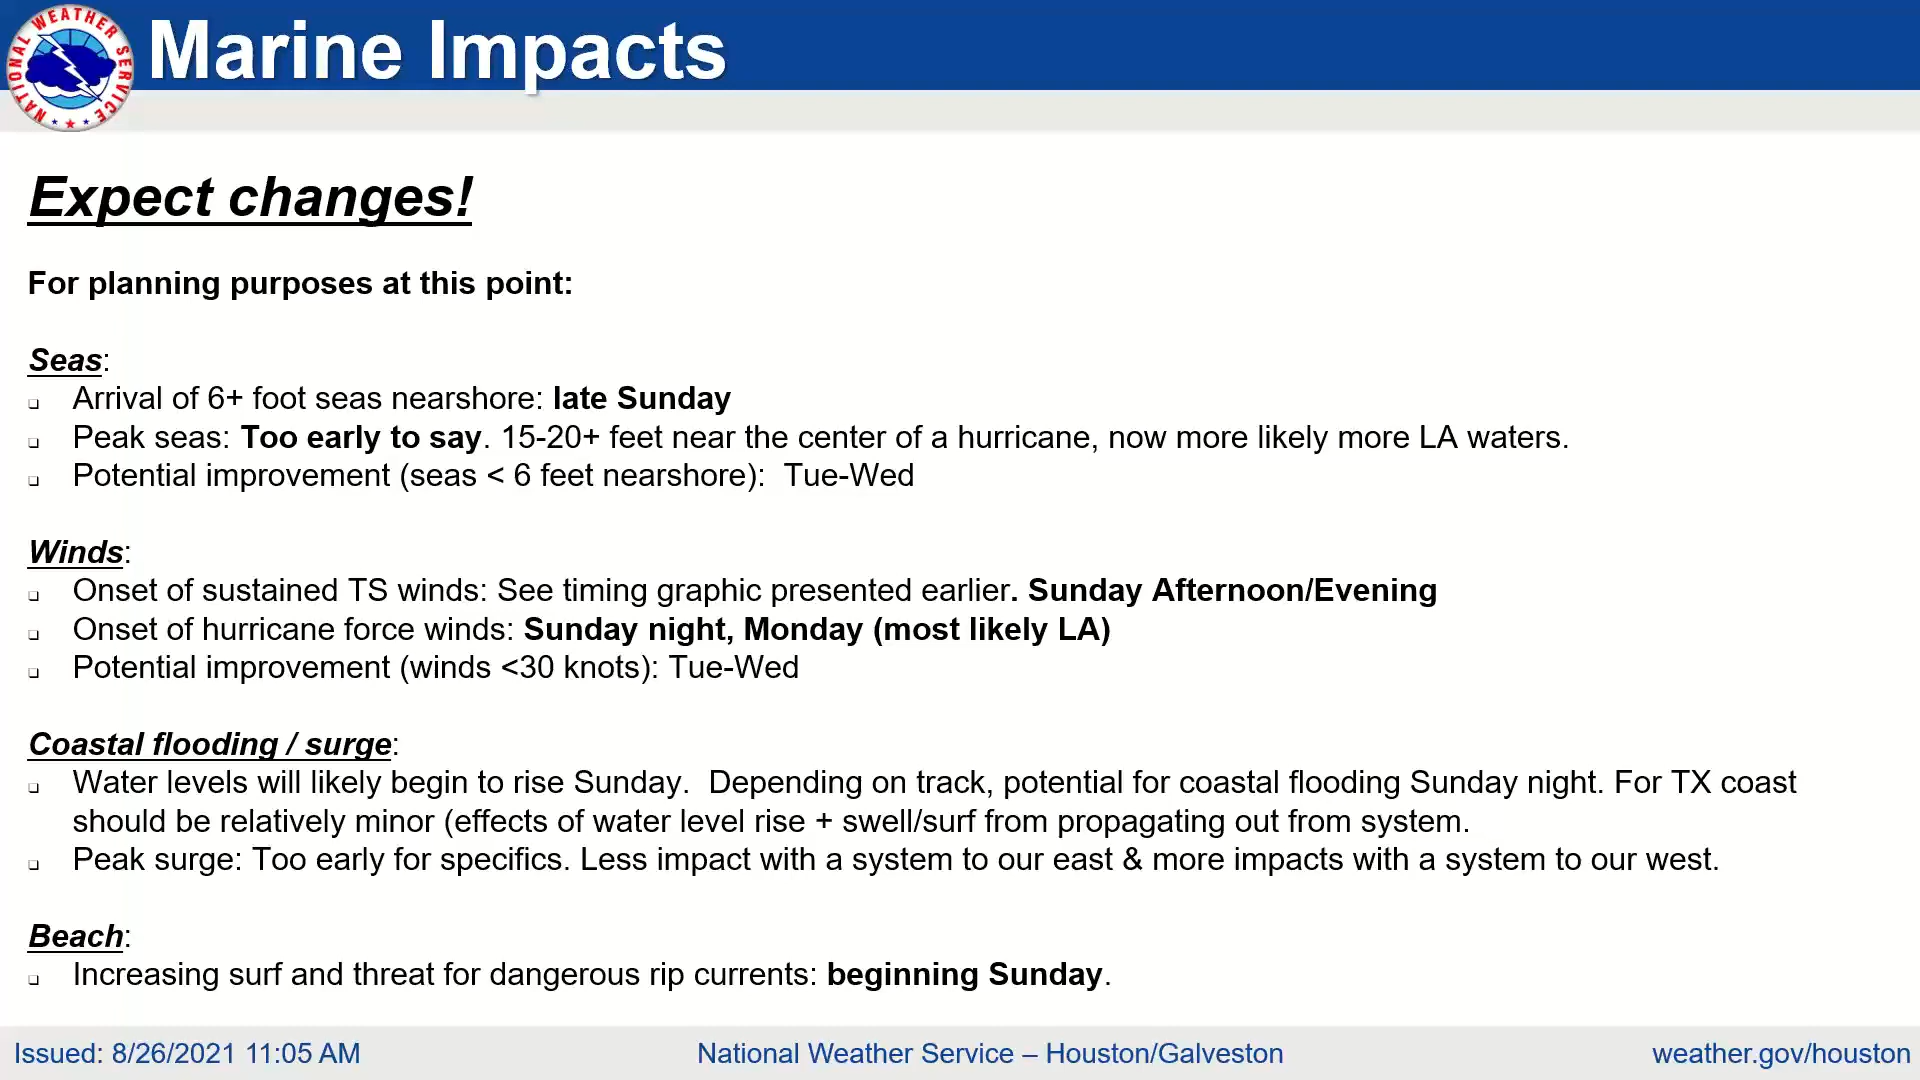 NATIONAL WEATHER SERVICE
Marine Impacts
Expect changes!
For planning purposes at this point:
Seas:
❑ Arrival of 6+ foot seas nearshore: late Sunday
❑ Peak seas: Too early to say. 15-20+ feet near the center of a hurricane, now more likely more LA waters.
❑ Potential improvement (seas < 6 feet nearshore):  Tue-Wed
Winds:
❑ Onset of sustained TS winds: See timing graphic presented earlier. Sunday Afternoon/Evening
❑ Onset of hurricane force winds: Sunday night, Monday (most likely LA)
❑ Potential improvement (winds <30 knots): Tue-Wed
Coastal flooding / surge:
❑ Water levels will likely begin to rise Sunday.  Depending on track, potential for coastal flooding Sunday night. For TX coast
should be relatively minor (effects of water level rise + swell/surf from propagating out from system.
❑ Peak surge: Too early for specifics. Less impact with a system to our east & more impacts with a system to our west.
Beach:
❑ Increasing surf and threat for dangerous rip currents: beginning Sunday.
Issued: 8/26/2021 11:05 AM
National Weather Service – Houston/Galveston
weather.gov/houston